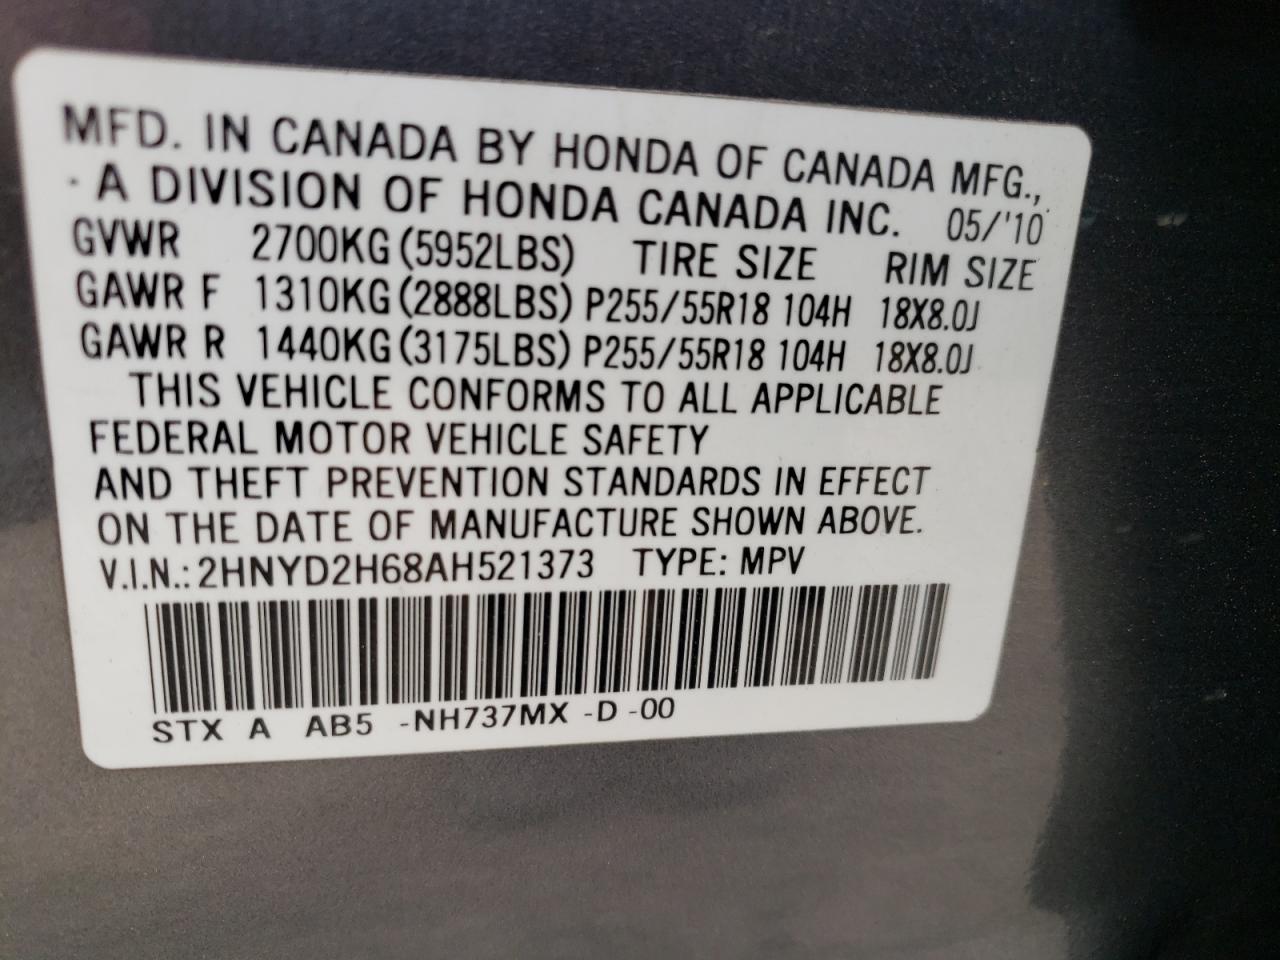 MFD. IN CANADA BY HONDA OF CANADA MFG.,
A DIVISION OF HONDA CANADA INC. 05/'10
GVWR 2700KG (5952LBS) TIRE SIZE RIM SIZE
GAWR F 1310KG (2888LBS) P255/55R18 104H 18X8.0J
GAWR R 1440KG (3175LBS) P255/55R18 104H 18X8.0J
THIS VEHICLE CONFORMS TO ALL APPLICABLE
FEDERAL MOTOR VEHICLE SAFETY
AND THEFT PREVENTION STANDARDS IN EFFECT
ON THE DATE OF MANUFACTURE SHOWN ABOVE.
V.I.N.: 2HNYD2H68AH521373 TYPE: MPV
STX A AB5 -NH737MX -D -00